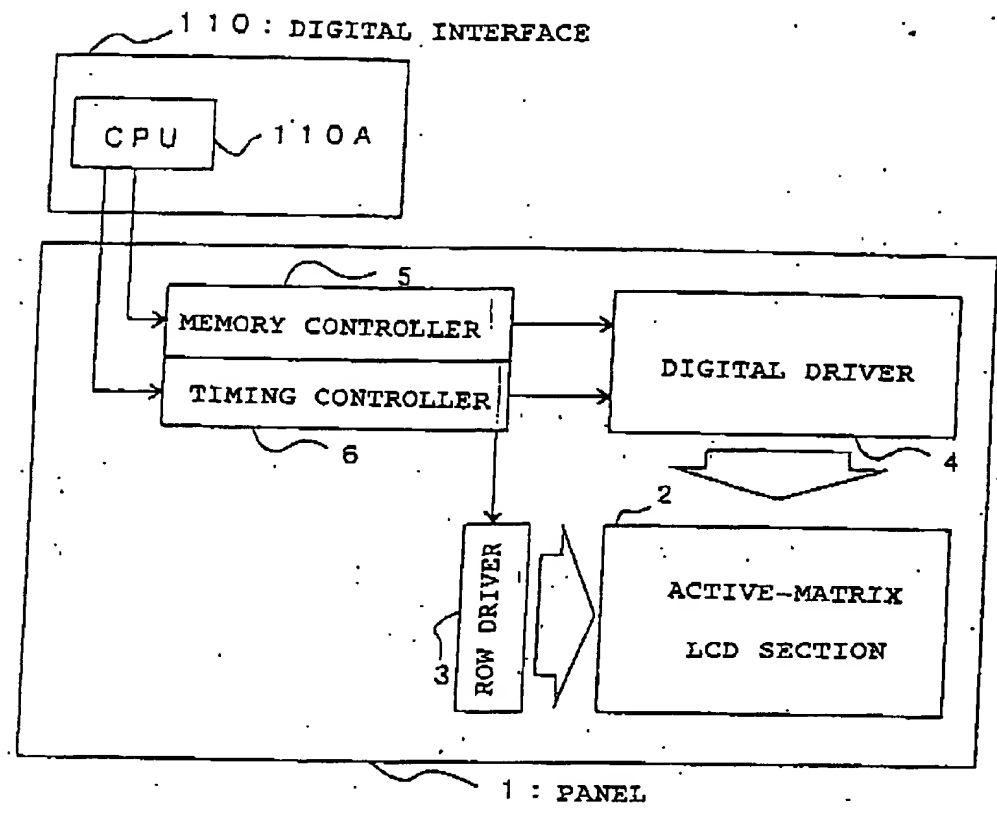 110: DIGITAL INTERFACE
CPU
110A
5
MEMORY CONTROLLER
TIMING CONTROLLER
6
DIGITAL DRIVER
4
2
ROW DRIVER
3
ACTIVE-MATRIX
LCD SECTION
1: PANEL